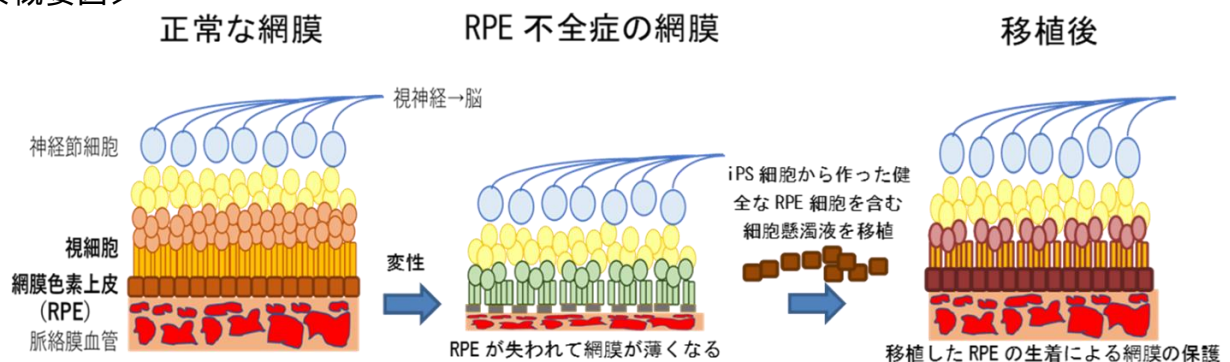 正常な網膜
RPE 不全症の網膜
移植後
視神経→脳
神経節細胞
視細胞
網膜色素上皮
（RPE）
脈絡膜血管
変性
RPE が失われて網膜が薄くなる
iPS 細胞から作った健
全な RPE 細胞を含む
細胞懸濁液を移植
移植した RPE の生着による網膜の保護